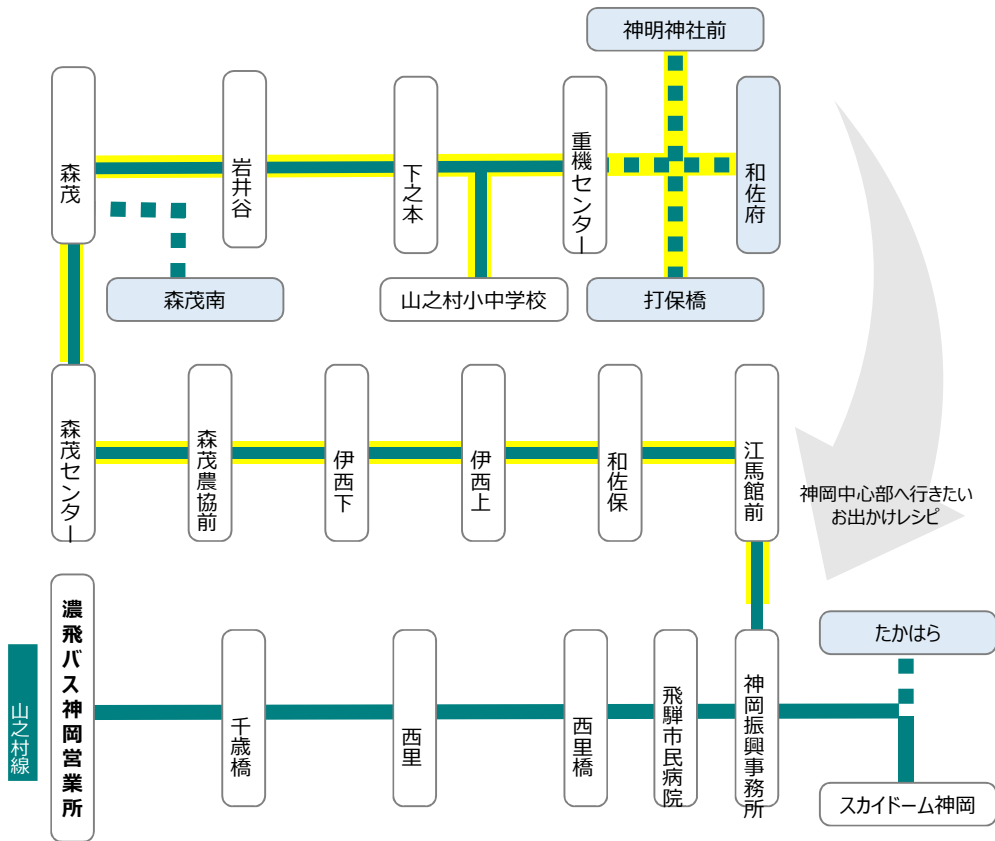 神明神社前
森茂
岩井谷
下之本
重機センター
和佐府
森茂南
山之村小中学校
打保橋
森茂センター
森茂農協前
伊西下
伊西上
和佐保
江馬館前
神岡中心部へ行きたい
お出かけレシピ
山之村線
濃飛バス神岡営業所
千歳橋
西里
西里橋
飛騨市民病院
神岡振興事務所
たかはら
スカイドーム神岡